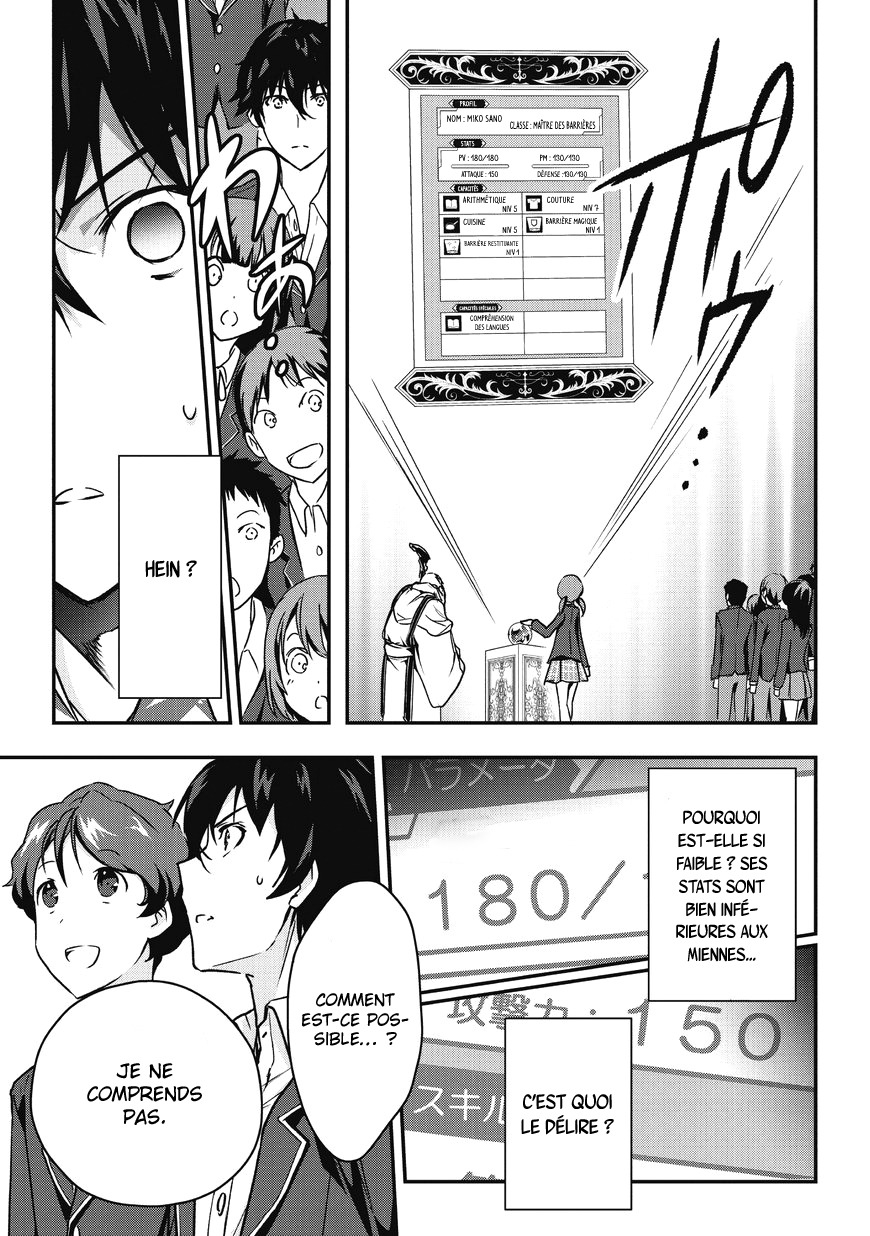 PROFIL
NOM : MIKO SANO
CLASSE : MAÎTRE DES BARRIÈRES
STATS
PV : 180/180
PM : 130/130
ATTAQUE : 150
DÉFENSE : 130/130
CAPACITÉS
ARITHMÉTIQUE
NIV 5
COUTURE
NIV 7
CUISINE
NIV 5
BARRIÈRE MAGIQUE
NIV 1
BARRIÈRE RESTITUANTE
NIV 1
CAPACITÉS SPÉCIALES
COMPRÉHENSION
DES LANGUES
ポウ…
わぁ
HEIN ?
パラメータ
180/
POURQUOI
EST-ELLE SI
FAIBLE ? SES
STATS SONT
BIEN INFÉ-
RIEURES AUX
MIENNES...
攻撃力：150
スキル
C'EST QUOI
LE DÉLIRE ?
COMMENT
EST-CE POS-
SIBLE... ?
JE NE
COMPRENDS
PAS.